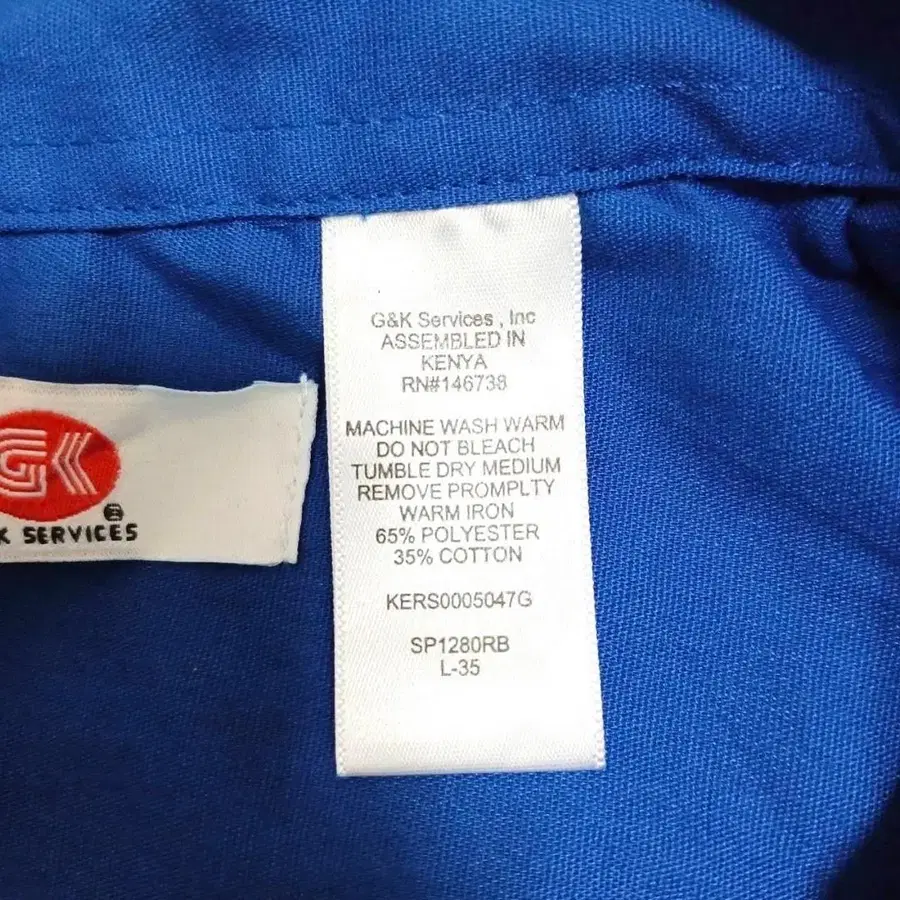 G&K Services , Inc
ASSEMBLED IN
KENYA
RN#146738
MACHINE WASH WARM
DO NOT BLEACH
TUMBLE DRY MEDIUM
REMOVE PROMPLTY
WARM IRON
65% POLYESTER
35% COTTON
KERS0005047G
SP1280RB
L-35
GK
K SERVICES